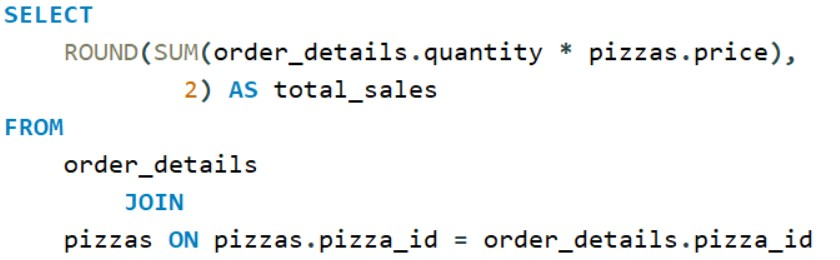 SELECT
ROUND(SUM(order_details.quantity * pizzas.price),
2) AS total_sales
FROM
order_details
JOIN
pizzas ON pizzas.pizza_id = order_details.pizza_id